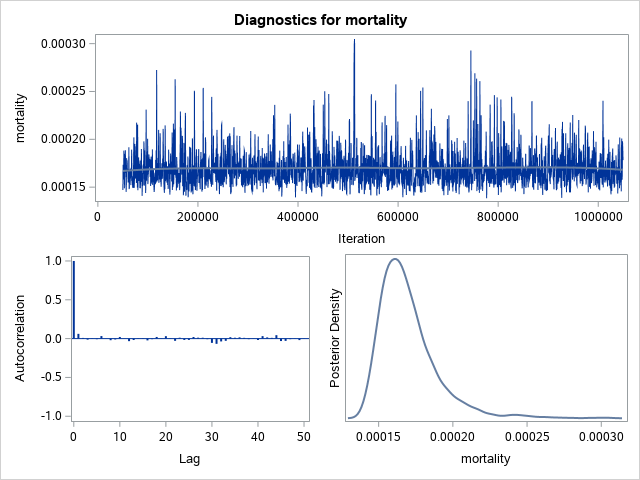 Diagnostics for mortality
mortality
0.00030
0.00025
0.00020
0.00015
0 200000 400000 600000 800000 1000000
Iteration
Autocorrelation
1.0
0.5
0.0
-0.5
-1.0
0 10 20 30 40 50
Lag
Posterior Density
0.00015 0.00020 0.00025 0.00030
mortality